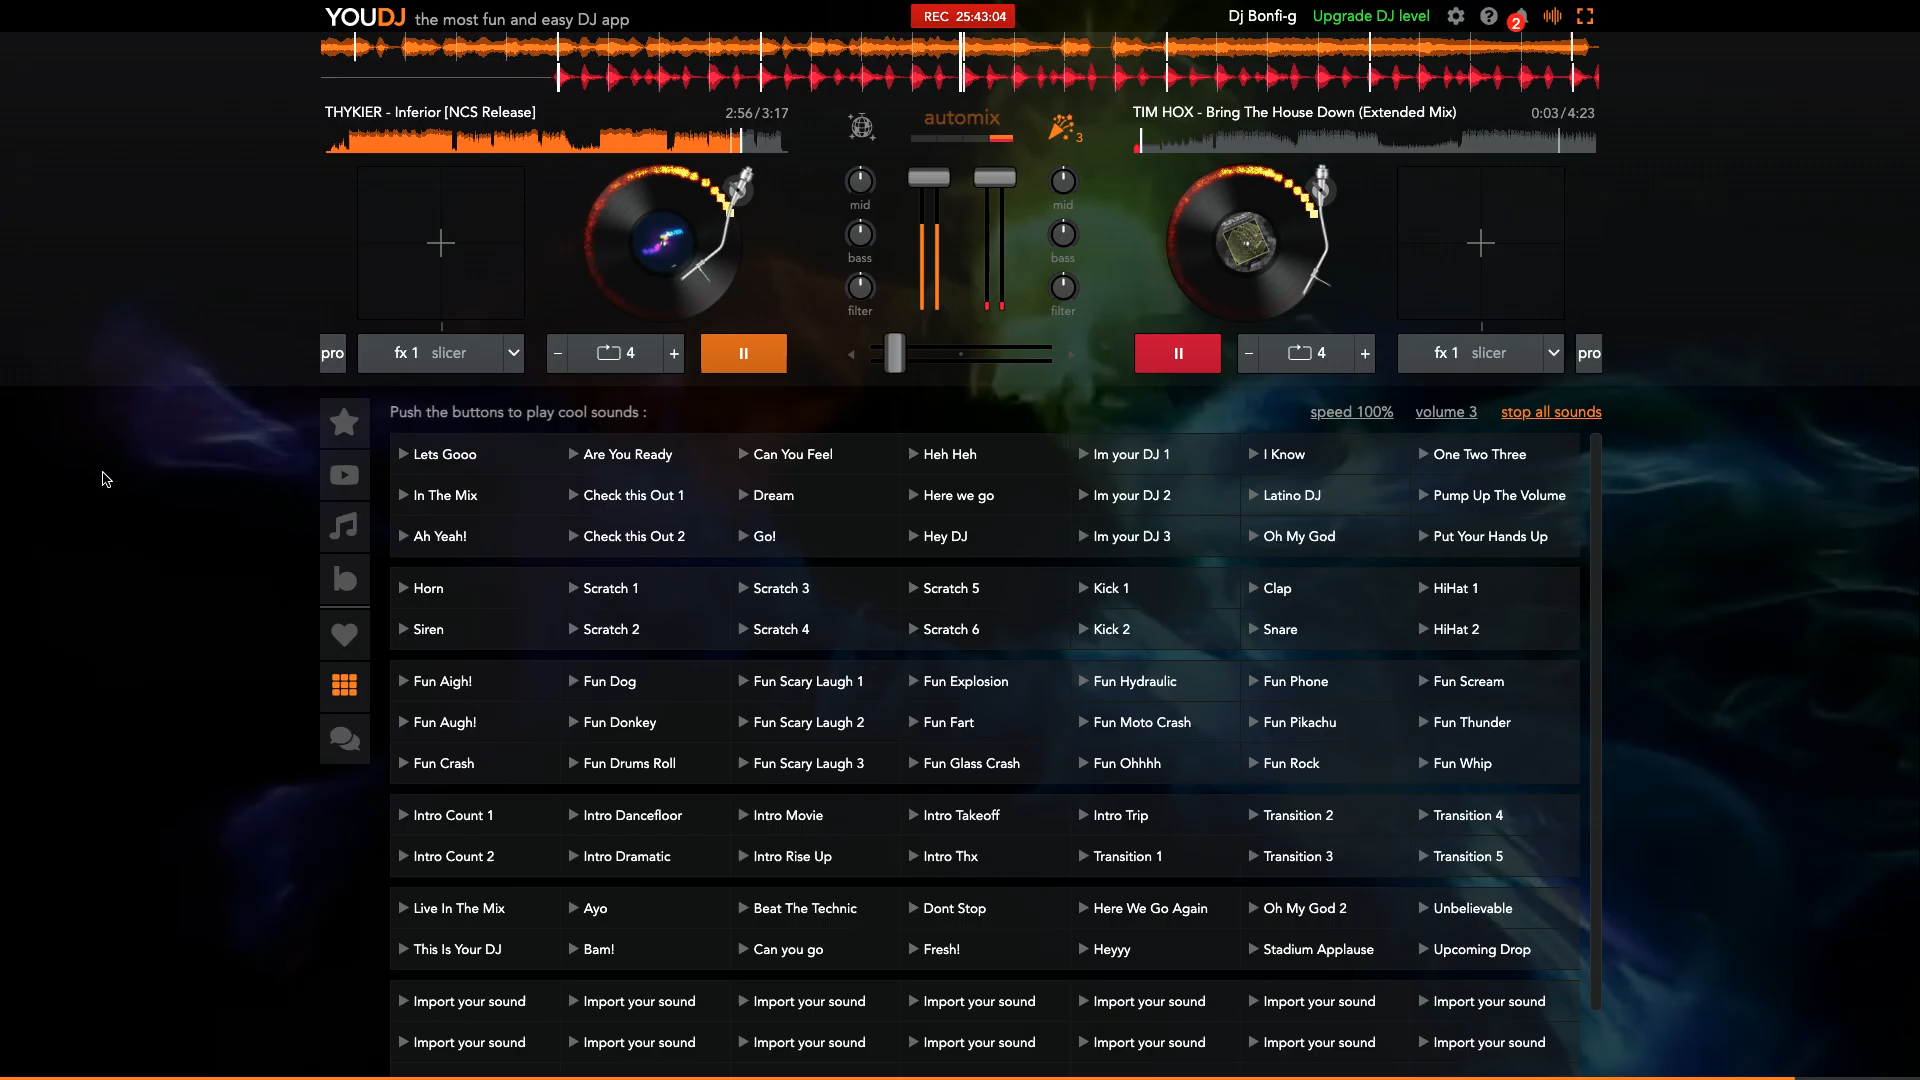 YOUDJ the most fun and easy DJ app
REC 25:43:04
Dj Bonfi-g Upgrade DJ level 2
THYKIER - Inferior [NCS Release] 2:56/3:17
automix
3
TIM HOX - Bring The House Down (Extended Mix) 0:03/4:23
mid mid
bass bass
filter filter
pro fx 1 slicer − 4 + − 4 + fx 1 slicer pro
Push the buttons to play cool sounds : speed 100% volume 3 stop all sounds
Lets Gooo Are You Ready Can You Feel Heh Heh Im your DJ 1 I Know One Two Three
In The Mix Check this Out 1 Dream Here we go Im your DJ 2 Latino DJ Pump Up The Volume
Ah Yeah! Check this Out 2 Go! Hey DJ Im your DJ 3 Oh My God Put Your Hands Up
Horn Scratch 1 Scratch 3 Scratch 5 Kick 1 Clap HiHat 1
Siren Scratch 2 Scratch 4 Scratch 6 Kick 2 Snare HiHat 2
Fun Aigh! Fun Dog Fun Scary Laugh 1 Fun Explosion Fun Hydraulic Fun Phone Fun Scream
Fun Augh! Fun Donkey Fun Scary Laugh 2 Fun Fart Fun Moto Crash Fun Pikachu Fun Thunder
Fun Crash Fun Drums Roll Fun Scary Laugh 3 Fun Glass Crash Fun Ohhhh Fun Rock Fun Whip
Intro Count 1 Intro Dancefloor Intro Movie Intro Takeoff Intro Trip Transition 2 Transition 4
Intro Count 2 Intro Dramatic Intro Rise Up Intro Thx Transition 1 Transition 3 Transition 5
Live In The Mix Ayo Beat The Technic Dont Stop Here We Go Again Oh My God 2 Unbelievable
This Is Your DJ Bam! Can you go Fresh! Heyyy Stadium Applause Upcoming Drop
Import your sound Import your sound Import your sound Import your sound Import your sound Import your sound Import your sound
Import your sound Import your sound Import your sound Import your sound Import your sound Import your sound Import your sound